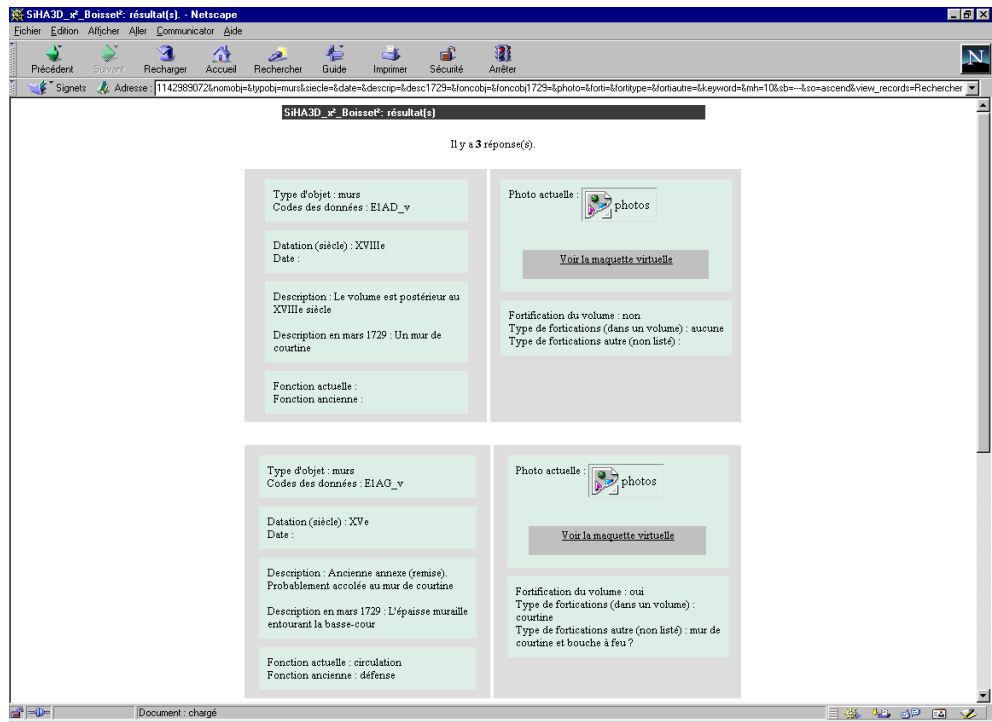 SiHA3D_x²_Boisset²: résultat(s). - Netscape
Fichier Edition Afficher Aller Communicator Aide
Précédent Suivant Recharger Accueil Rechercher Guide Imprimer Sécurité Arrêter
Signets Adresse : 1142989072&nomobj=&typobj=murs&siecle=&date=&descrip=&desc1729=&foncobj=&foncobj1729=&photo=&forti=&fortitype=&fortiautre=&keyword=&mh=10&sb=---&so=ascend&view_records=Rechercher
N
SiHA3D_x²_Boisset²: résultat(s)
Il y a 3 réponse(s).
Type d'objet : murs
Codes des données : E1AD_v
Datation (siècle) : XVIIIe
Date :
Description : Le volume est postérieur au
XVIIIe siècle
Description en mars 1729 : Un mur de
courtine
Fonction actuelle :
Fonction ancienne :
Photo actuelle : photos
Voir la maquette virtuelle
Fortification du volume : non
Type de fortications (dans un volume) : aucune
Type de fortications autre (non listé) :
Type d'objet : murs
Codes des données : E1AG_v
Datation (siècle) : XVe
Date :
Description : Ancienne annexe (remise).
Probablement accolée au mur de courtine
Description en mars 1729 : L'épaisse muraille
entourant la basse-cour
Fonction actuelle : circulation
Fonction ancienne : défense
Photo actuelle : photos
Voir la maquette virtuelle
Fortification du volume : oui
Type de fortications (dans un volume) :
courtine
Type de fortications autre (non listé) : mur de
courtine et bouche à feu ?
Document : chargé